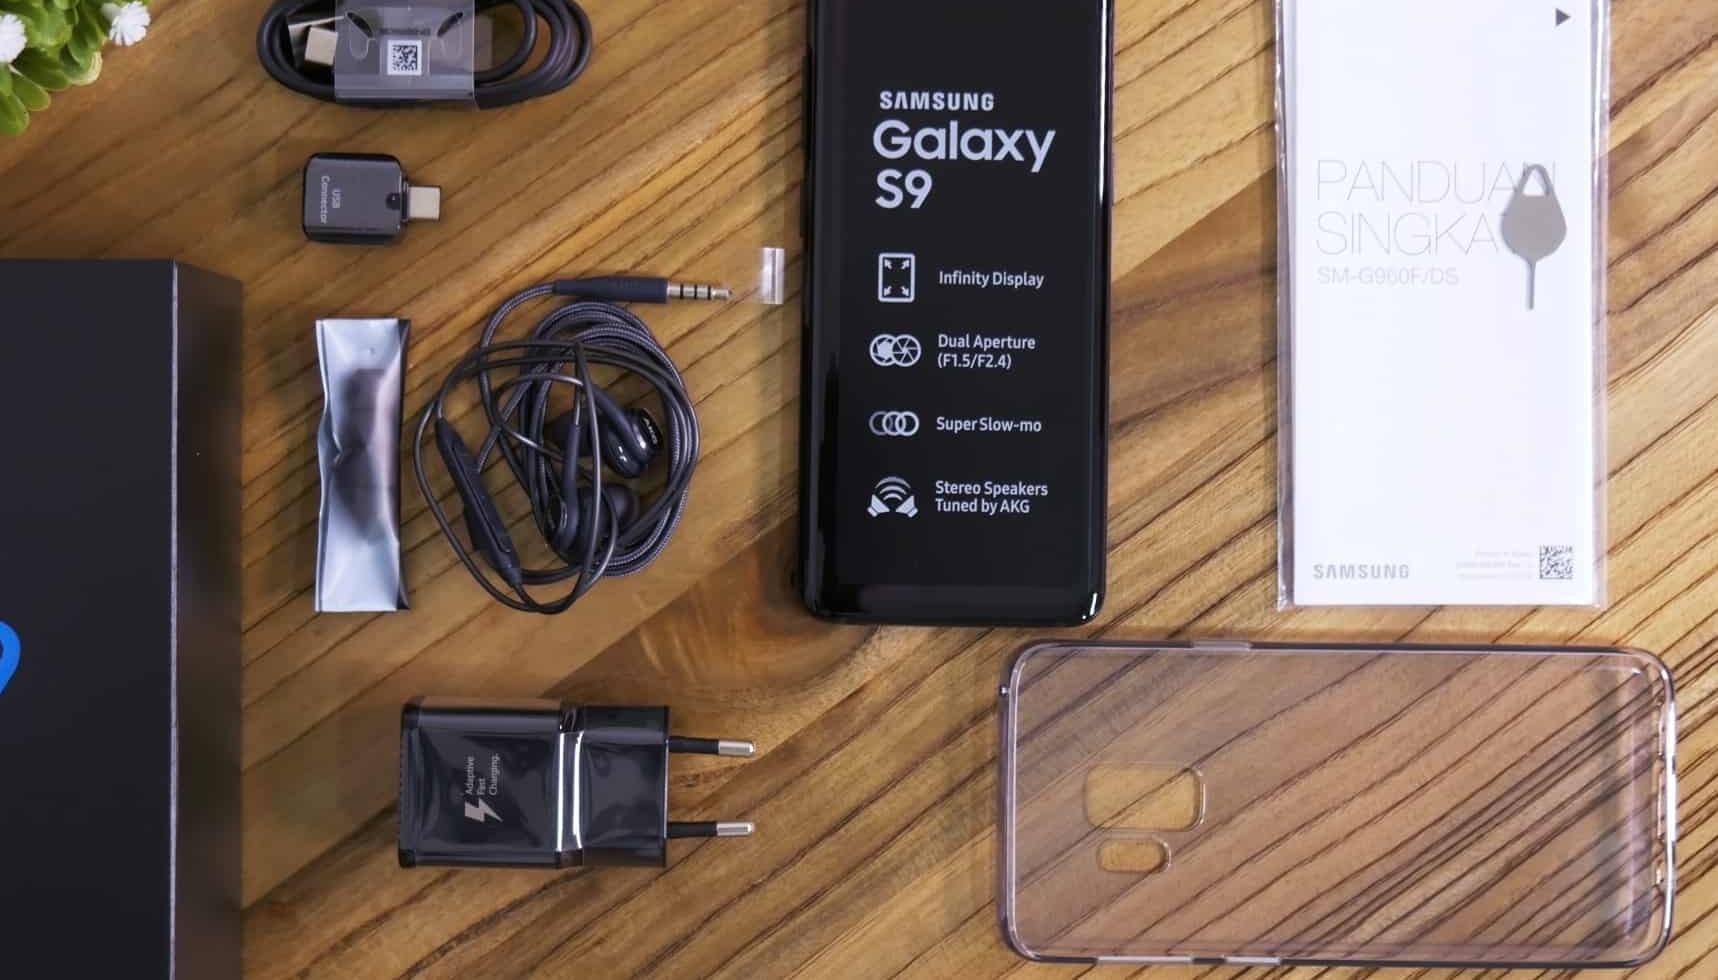 SAMSUNG
Galaxy
S9
Infinity Display
Dual Aperture
(F1.5/F2.4)
Super Slow-mo
Stereo Speakers
Tuned by AKG
USB
Connector
AKG
Adaptive
Fast
Charging
PANDUAN
SINGKA
SM-G960F/DS
SAMSUNG